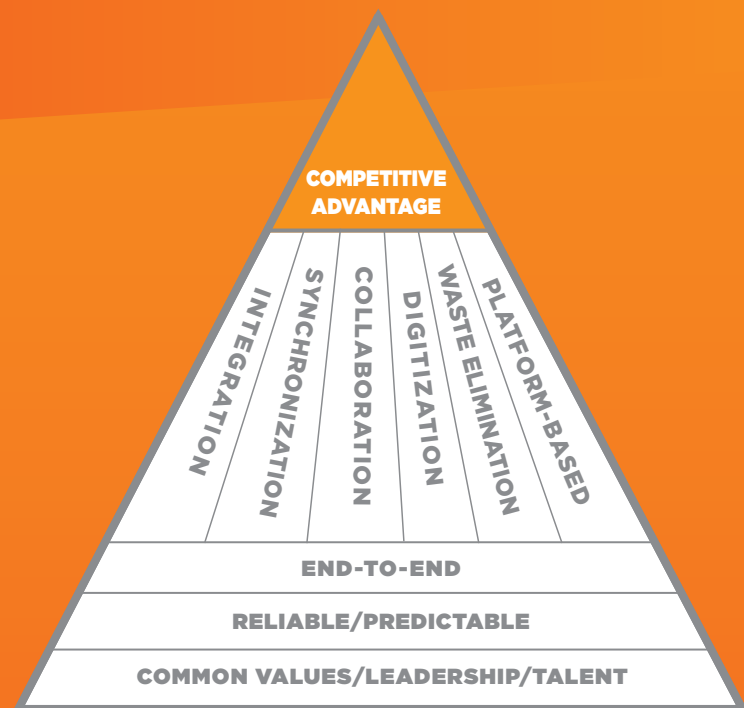 COMPETITIVE
ADVANTAGE
INTEGRATION
SYNCHRONIZATION
COLLABORATION
DIGITIZATION
WASTE ELIMINATION
PLATFORM-BASED
END-TO-END
RELIABLE/PREDICTABLE
COMMON VALUES/LEADERSHIP/TALENT